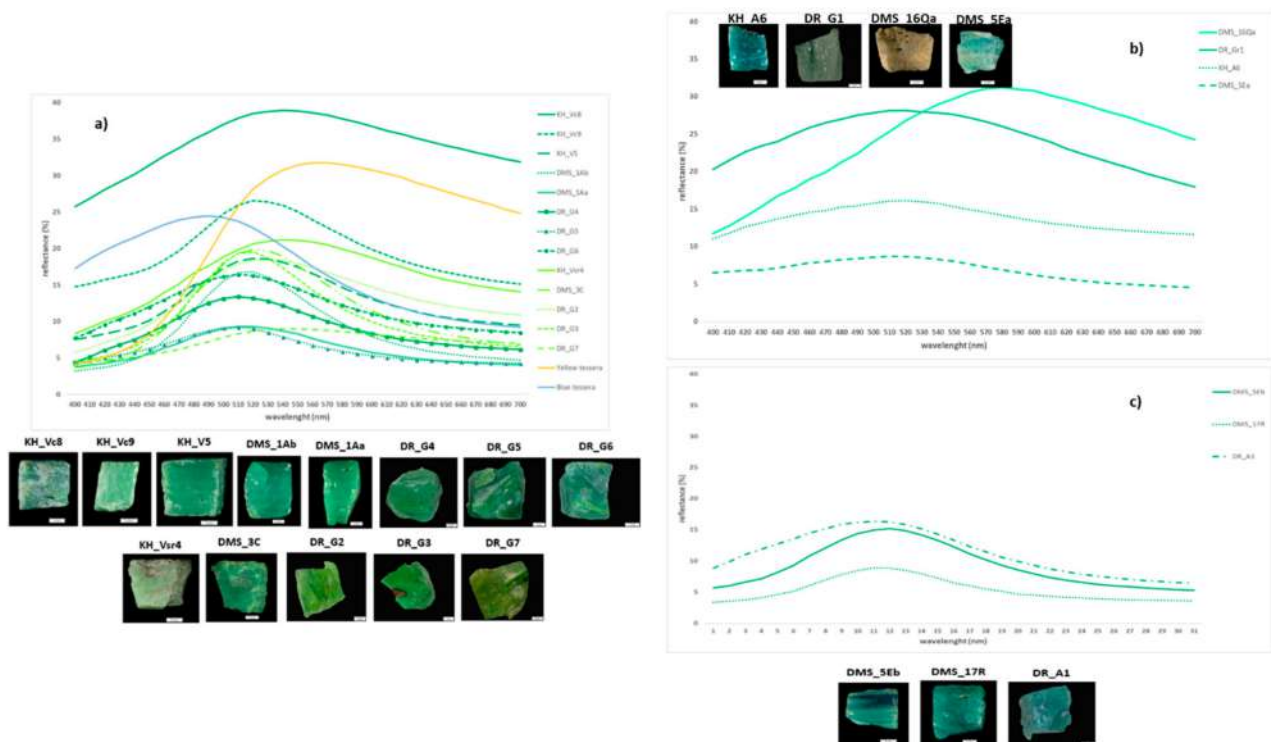 a)
40
35
30
25
20
15
10
5
0
reflectance (%)
400 410 420 430 440 450 460 470 480 490 500 510 520 530 540 550 560 570 580 590 600 610 620 630 640 650 660 670 680 690 700
wavelenght (nm)
KH_Vc8
KH_Vc9
KH_V5
DMS_1Ab
DMS_1Aa
DR_G4
DR_G5
DR_G6
KH_Vsr4
DMS_3C
DR_G2
DR_G3
DR_G7
Yellow tessera
Blue tessera
KH_Vc8 KH_Vc9 KH_V5 DMS_1Ab DMS_1Aa DR_G4 DR_G5 DR_G6
KH_Vsr4 DMS_3C DR_G2 DR_G3 DR_G7
b)
KH_A6 DR_G1 DMS_16Qa DMS_5Ea
40
35
30
25
20
15
10
5
0
reflectance (%)
400 410 420 430 440 450 460 470 480 490 500 510 520 530 540 550 560 570 580 590 600 610 620 630 640 650 660 670 680 690 700
wavelenght (nm)
DMS_16Qa
DR_Gr1
KH_A6
DMS_5Ea
c)
40
35
30
25
20
15
10
5
0
reflectance (%)
1 2 3 4 5 6 7 8 9 10 11 12 13 14 15 16 17 18 19 20 21 22 23 24 25 26 27 28 29 30 31
wavelenght (nm)
DMS_5Eb
DMS_17R
DR_A1
DMS_5Eb DMS_17R DR_A1